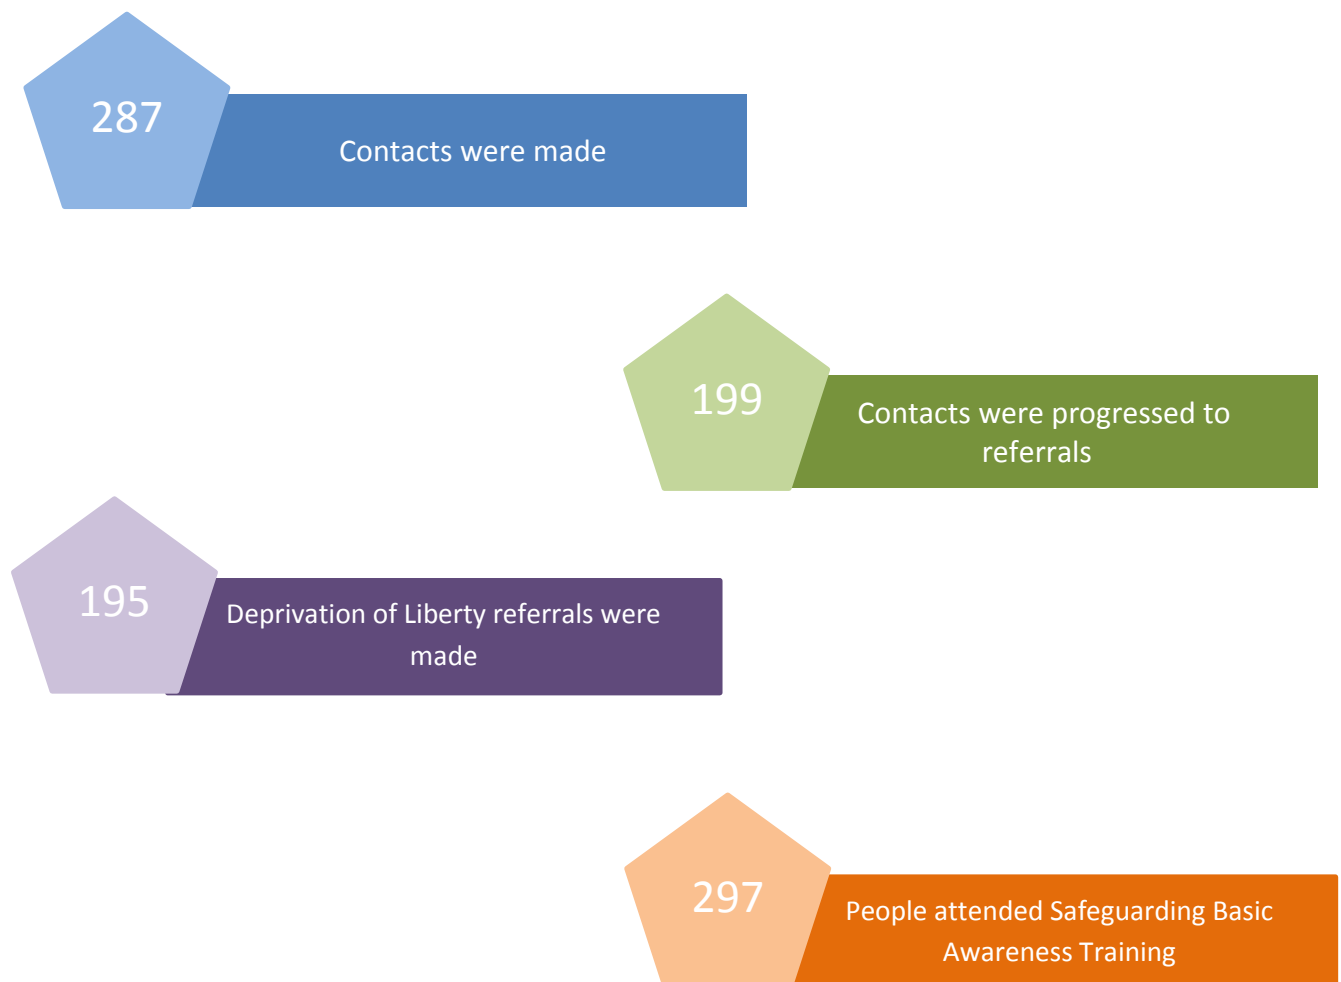 287
Contacts were made
199
Contacts were progressed to
referrals
195
Deprivation of Liberty referrals were
made
297
People attended Safeguarding Basic
Awareness Training